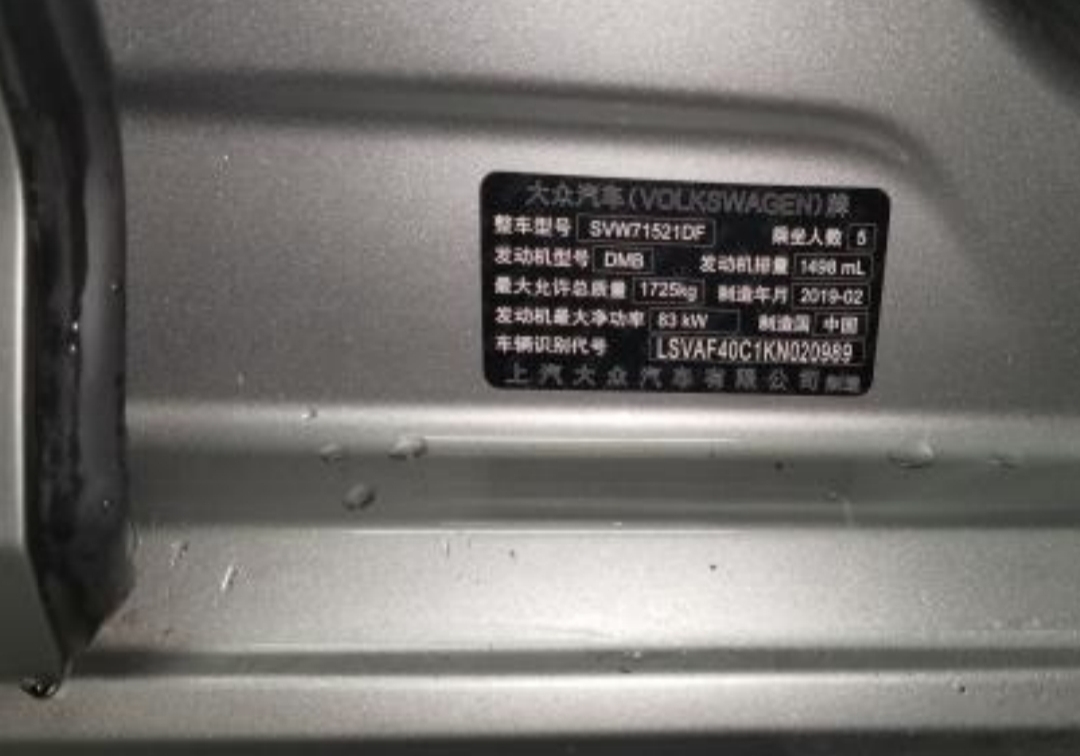 大众汽车(VOLKSWAGEN)牌
整车型号 SVW71521DF 乘坐人数 5
发动机型号 DMB 发动机排量 1498 mL
最大允许总质量 1725kg 制造年月 2019-02
发动机最大净功率 83 kW 制造国 中国
车辆识别代号 LSVAF40C1KN020989
上汽大众汽车有限公司 制造